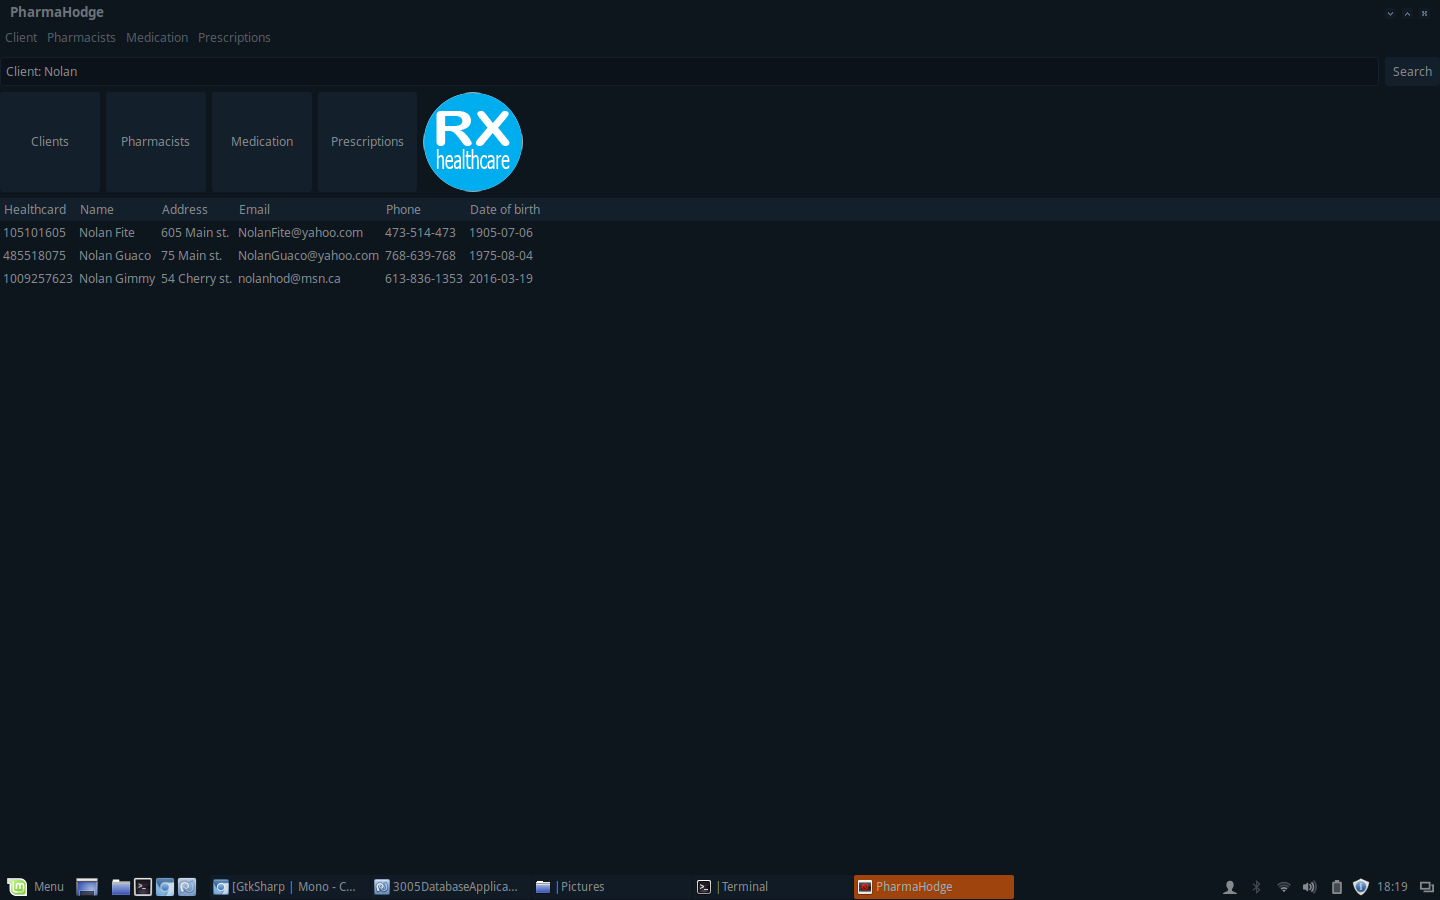 PharmaHodge
Client Pharmacists Medication Prescriptions
Client: Nolan Search
Clients Pharmacists Medication Prescriptions RX healthcare
Healthcard Name Address Email Phone Date of birth
105101605 Nolan Fite 605 Main st. NolanFite@yahoo.com 473-514-473 1905-07-06
485518075 Nolan Guaco 75 Main st. NolanGuaco@yahoo.com 768-639-768 1975-08-04
1009257623 Nolan Gimmy 54 Cherry st. nolanhod@msn.ca 613-836-1353 2016-03-19
Menu [GtkSharp | Mono - C... 3005DatabaseApplica... |Pictures |Terminal PharmaHodge 18:19